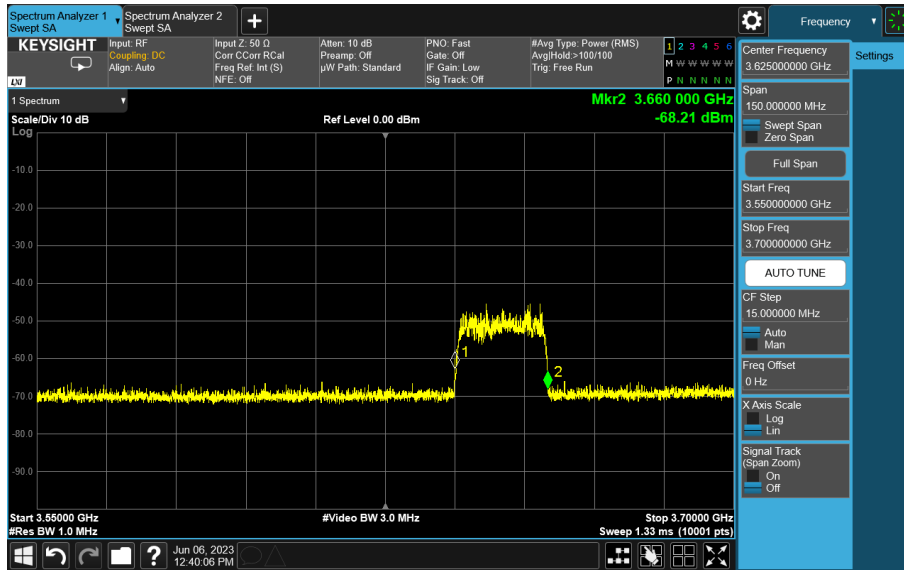 Spectrum Analyzer 1
Swept SA
Spectrum Analyzer 2
Swept SA
Frequency
KEYSIGHT
LXI
Input: RF
Coupling: DC
Align: Auto
Input Z: 50 Ω
Corr CCorr RCal
Freq Ref: Int (S)
NFE: Off
Atten: 10 dB
Preamp: Off
µW Path: Standard
PNO: Fast
Gate: Off
IF Gain: Low
Sig Track: Off
#Avg Type: Power (RMS)
Avg|Hold:>100/100
Trig: Free Run
1 2 3 4 5 6
M W W W W W
P N N N N N
1 Spectrum
Scale/Div 10 dB
Log
Ref Level 0.00 dBm
Mkr2 3.660 000 GHz
-68.21 dBm
-10.0
-20.0
-30.0
-40.0
-50.0
-60.0
-70.0
-80.0
-90.0
1
2
Start 3.55000 GHz
#Res BW 1.0 MHz
#Video BW 3.0 MHz
Stop 3.70000 GHz
Sweep 1.33 ms (10001 pts)
Center Frequency
3.625000000 GHz
Span
150.000000 MHz
Swept Span
Zero Span
Full Span
Start Freq
3.550000000 GHz
Stop Freq
3.700000000 GHz
AUTO TUNE
CF Step
15.000000 MHz
Auto
Man
Freq Offset
0 Hz
X Axis Scale
Log
Lin
Signal Track
(Span Zoom)
On
Off
Settings
?
Jun 06, 2023
12:40:06 PM